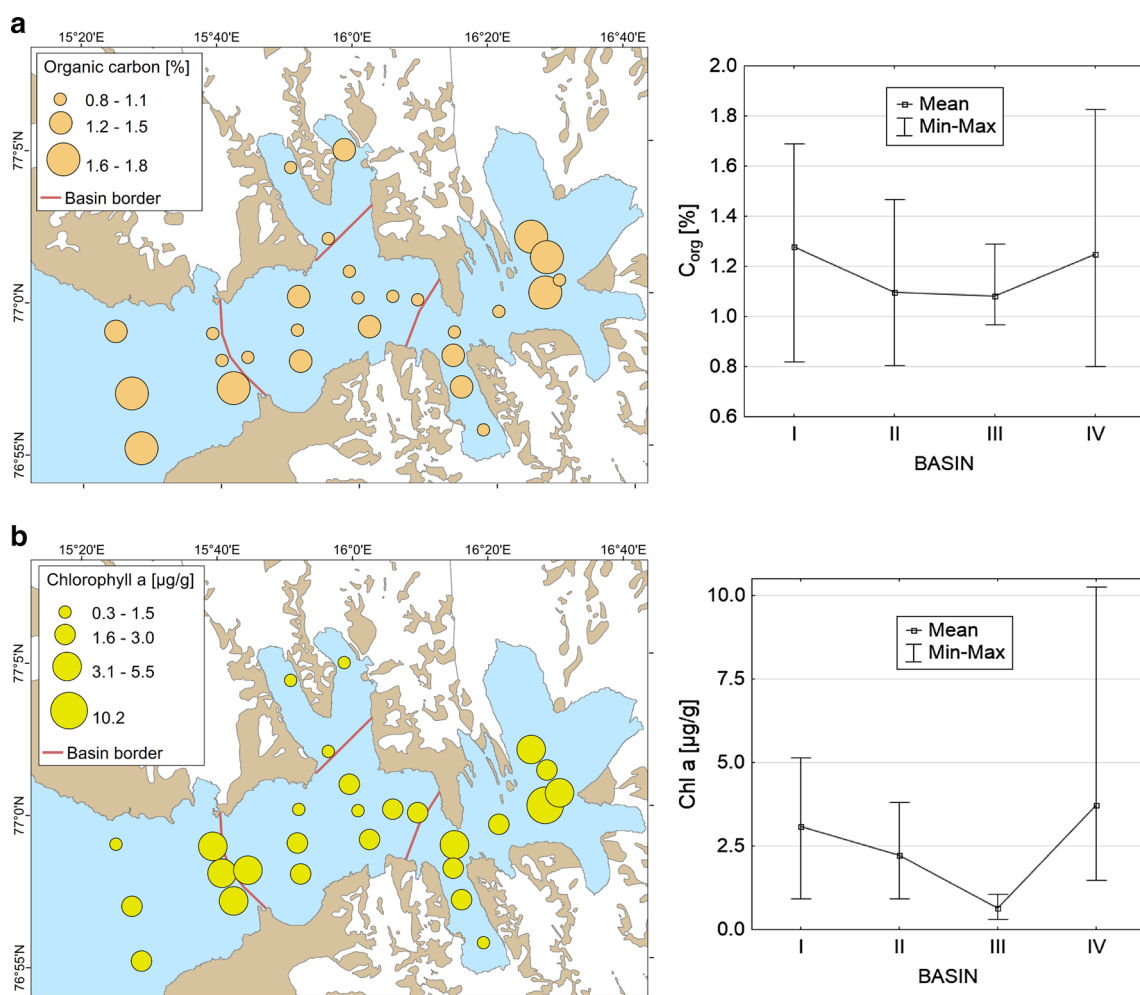 a
15°20'E 15°40'E 16°0'E 16°20'E 16°40'E
77°5'N
77°0'N
76°55'N
Organic carbon [%]
0.8 - 1.1
1.2 - 1.5
1.6 - 1.8
Basin border
2.0
1.8
1.6
1.4
1.2
1.0
0.8
0.6
C_org [%]
Mean
Min-Max
I II III IV
BASIN
b
15°20'E 15°40'E 16°0'E 16°20'E 16°40'E
77°5'N
77°0'N
76°55'N
Chlorophyll a [µg/g]
0.3 - 1.5
1.6 - 3.0
3.1 - 5.5
10.2
Basin border
10.0
7.5
5.0
2.5
0.0
Chl a [µg/g]
Mean
Min-Max
I II III IV
BASIN